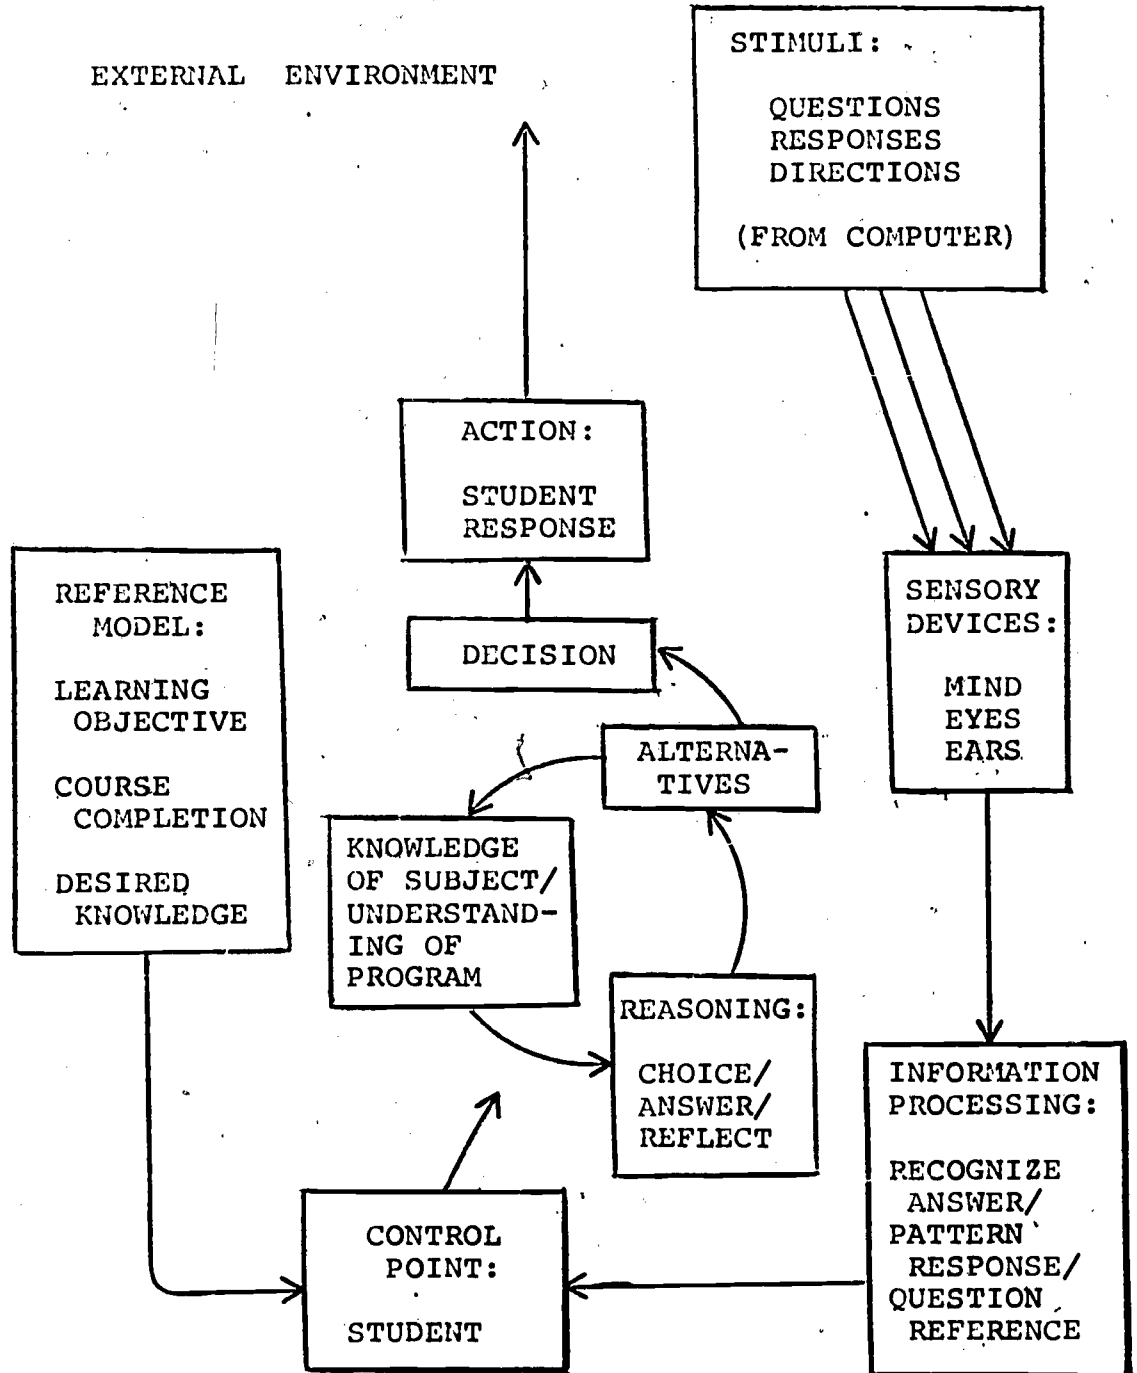 EXTERNAL ENVIRONMENT
STIMULI:
QUESTIONS
RESPONSES
DIRECTIONS
(FROM COMPUTER)
ACTION:
STUDENT
RESPONSE
REFERENCE
MODEL:
LEARNING
OBJECTIVE
COURSE
COMPLETION
DESIRED
KNOWLEDGE
DECISION
SENSORY
DEVICES:
MIND
EYES
EARS
ALTERNA-
TIVES
KNOWLEDGE
OF SUBJECT/
UNDERSTAND-
ING OF
PROGRAM
REASONING:
CHOICE/
ANSWER/
REFLECT
INFORMATION
PROCESSING:
RECOGNIZE
ANSWER/
PATTERN
RESPONSE/
QUESTION
REFERENCE
CONTROL
POINT:
STUDENT